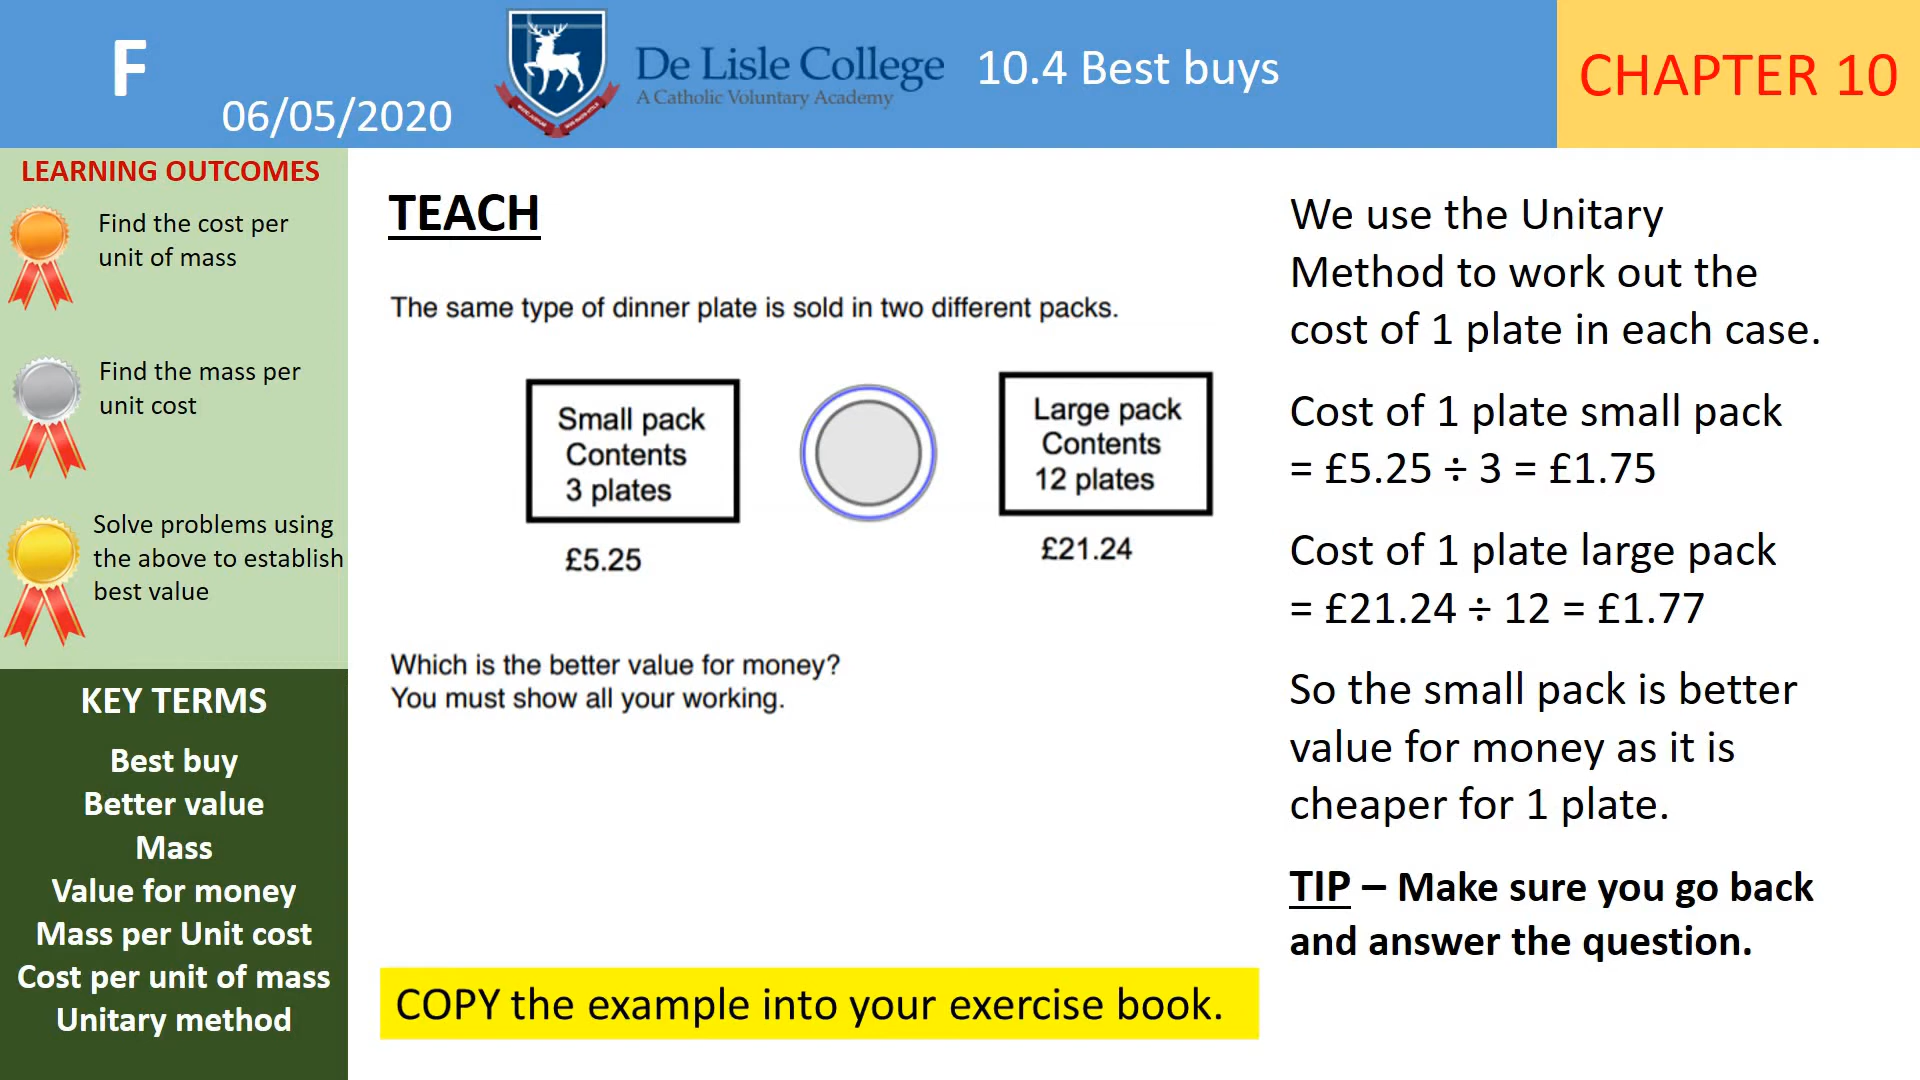 F
06/05/2020
De Lisle College
A Catholic Voluntary Academy
10.4 Best buys
CHAPTER 10
LEARNING OUTCOMES
Find the cost per
unit of mass
Find the mass per
unit cost
Solve problems using
the above to establish
best value
KEY TERMS
Best buy
Better value
Mass
Value for money
Mass per Unit cost
Cost per unit of mass
Unitary method
TEACH
The same type of dinner plate is sold in two different packs.
Small pack
Contents
3 plates
£5.25
Large pack
Contents
12 plates
£21.24
Which is the better value for money?
You must show all your working.
COPY the example into your exercise book.
We use the Unitary
Method to work out the
cost of 1 plate in each case.
Cost of 1 plate small pack
= £5.25 ÷ 3 = £1.75
Cost of 1 plate large pack
= £21.24 ÷ 12 = £1.77
So the small pack is better
value for money as it is
cheaper for 1 plate.
TIP – Make sure you go back
and answer the question.